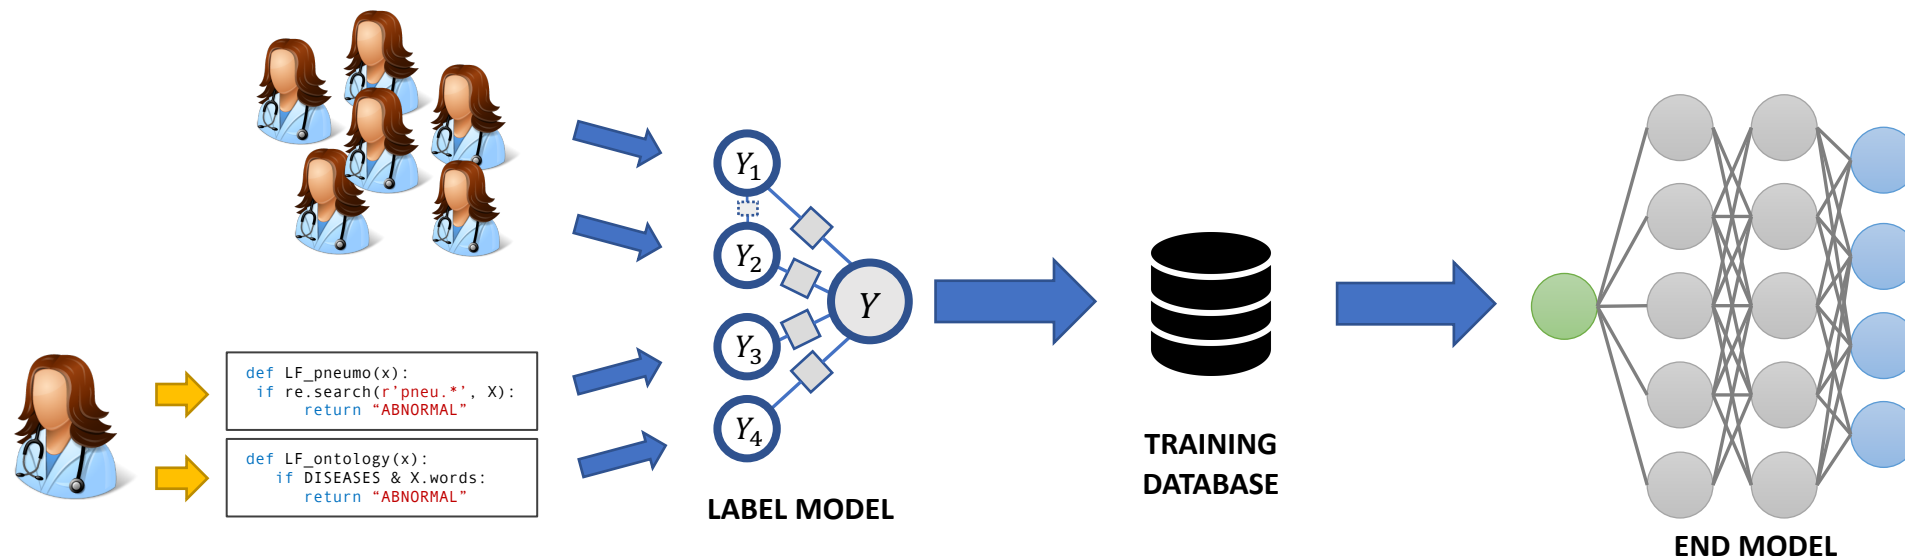 def LF_pneumo(x):
if re.search(r’pneu.*’, X):
return “ABNORMAL”
def LF_ontology(x):
if DISEASES & X.words:
return “ABNORMAL”
Y1
Y2
Y3
Y4
Y
LABEL MODEL
TRAINING
DATABASE
END MODEL